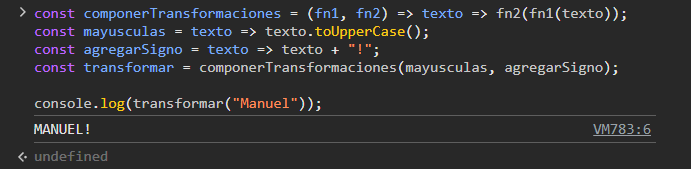 const componerTransformaciones = (fn1, fn2) => texto => fn2(fn1(texto));
const mayusculas = texto => texto.toUpperCase();
const agregarSigno = texto => texto + "!";
const transformar = componerTransformaciones(mayusculas, agregarSigno);
console.log(transformar("Manuel"));
MANUEL! VM783:6
undefined